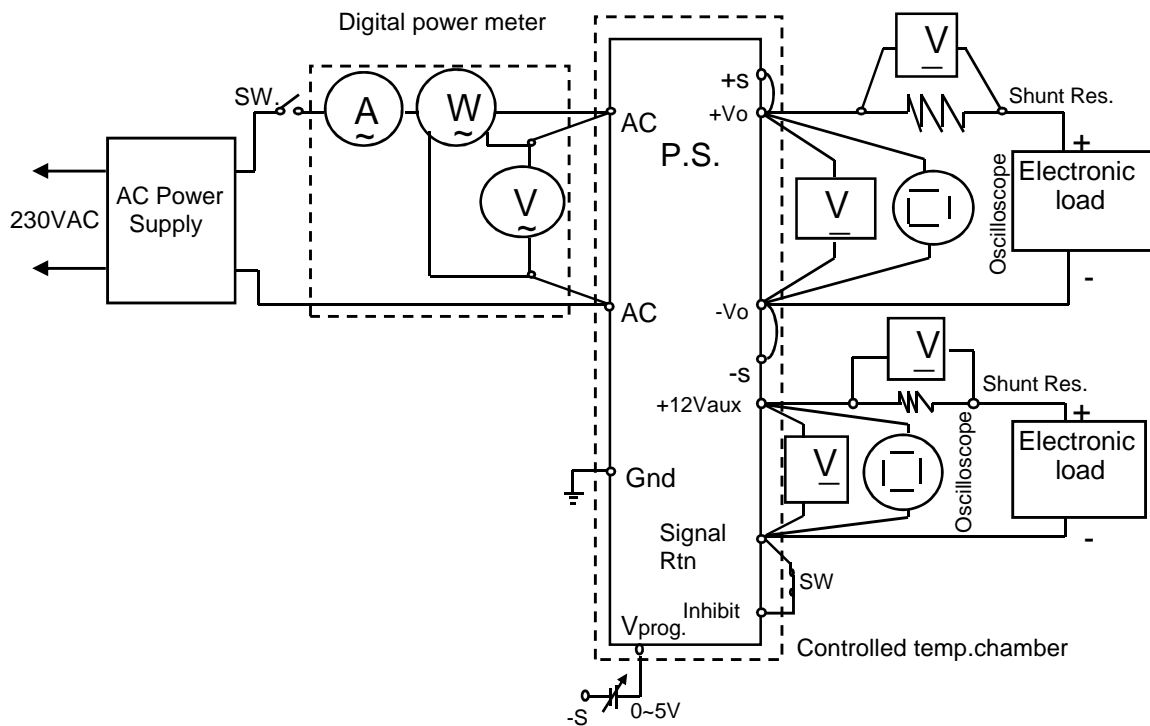 Digital power meter
SW.
A
~
W
~
V
~
AC Power
Supply
230VAC
AC
AC
P.S.
+s
+Vo
-Vo
-s
+12Vaux
Gnd
Signal
Rtn
Inhibit
Vprog.
-S
0~5V
V
Shunt Res.
V
Oscilloscope
+
Electronic
load
-
V
Shunt Res.
V
Oscilloscope
+
Electronic
load
-
SW
Controlled temp.chamber